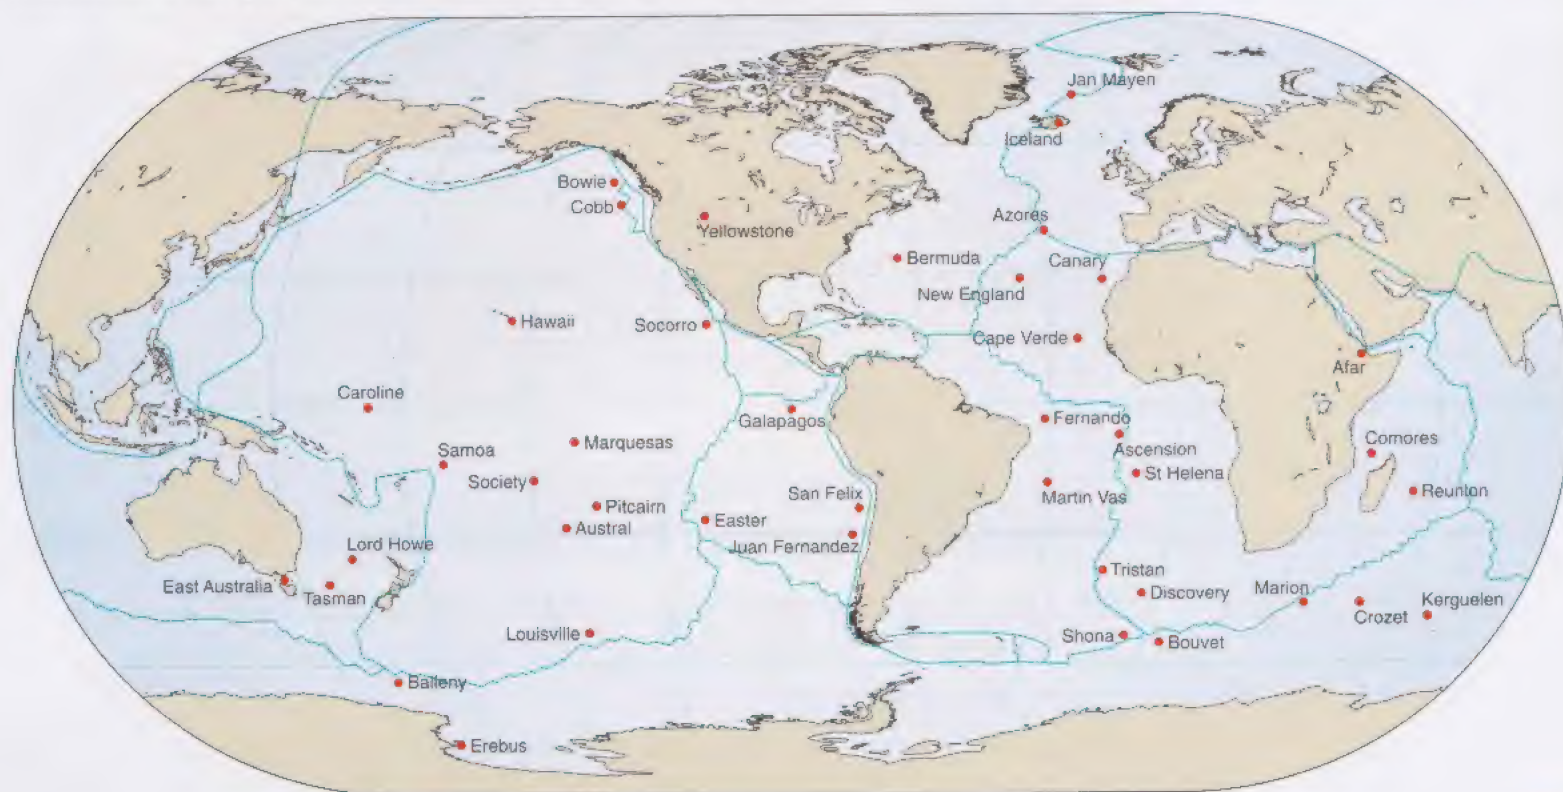 Jan Mayen
Iceland
Bowie
Cobb
Yellowstone
Azores
Bermuda
Canary
New England
Hawaii
Socorro
Cape Verde
Afar
Caroline
Galapagos
Fernando
Marquesas
Ascension
Comores
Samoa
Society
St Helena
San Felix
Martin Vas
Reunton
Pitcairn
Easter
Austral
Juan Fernandez
Lord Howe
Tristan
East Australia
Tasman
Discovery
Marion
Crozet
Kerguelen
Louisville
Shona
Bouvet
Balleny
Erebus